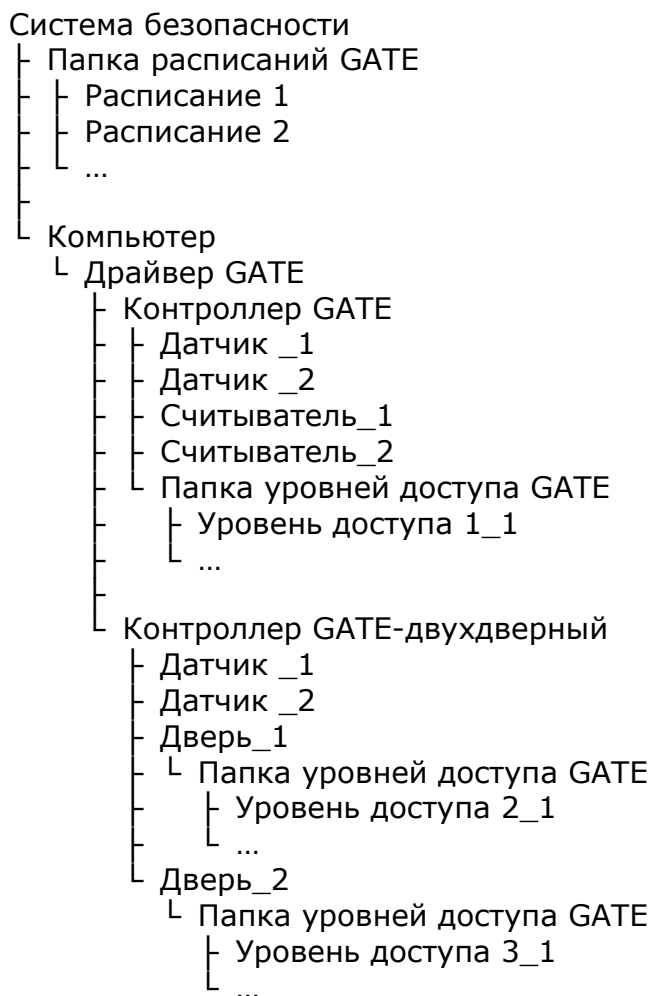 Система безопасности
├ Папка расписаний GATE
├ ├ Расписание 1
├ ├ Расписание 2
├ └ …
├
└ Компьютер
└ Драйвер GATE
├ Контроллер GATE
├ ├ Датчик _1
├ ├ Датчик _2
├ ├ Считыватель_1
├ ├ Считыватель_2
├ └ Папка уровней доступа GATE
├ ├ Уровень доступа 1_1
├ └ …
├
└ Контроллер GATE-двухдверный
├ Датчик _1
├ Датчик _2
├ Дверь_1
├ └ Папка уровней доступа GATE
├ ├ Уровень доступа 2_1
├ └ …
└ Дверь_2
└ Папка уровней доступа GATE
├ Уровень доступа 3_1
└ …